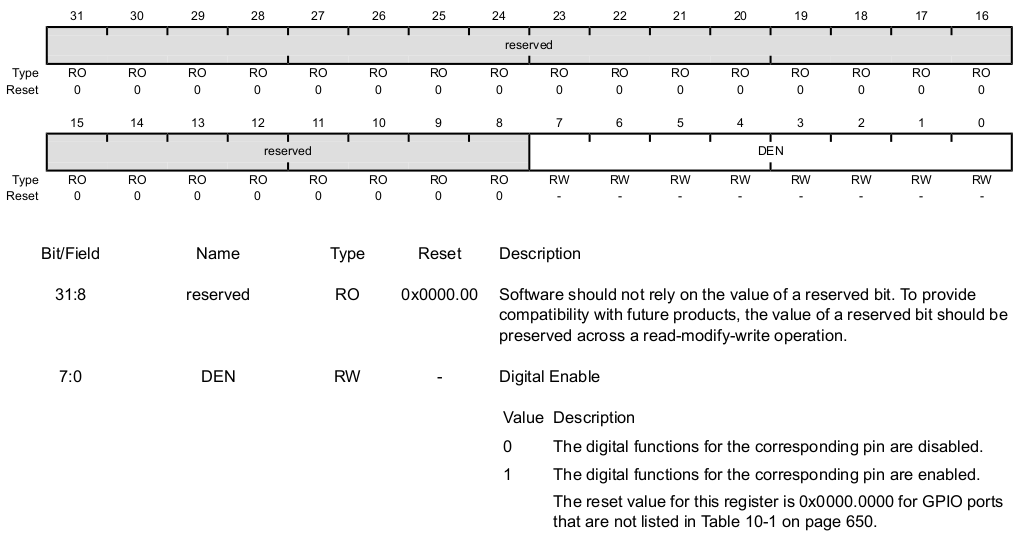 31 30 29 28 27 26 25 24 23 22 21 20 19 18 17 16
reserved
Type RO RO RO RO RO RO RO RO RO RO RO RO RO RO RO RO
Reset 0 0 0 0 0 0 0 0 0 0 0 0 0 0 0 0
15 14 13 12 11 10 9 8 7 6 5 4 3 2 1 0
reserved DEN
Type RO RO RO RO RO RO RO RO RW RW RW RW RW RW RW RW
Reset 0 0 0 0 0 0 0 0 - - - - - - - -
Bit/Field Name Type Reset Description
31:8 reserved RO 0x0000.00 Software should not rely on the value of a reserved bit. To provide
compatibility with future products, the value of a reserved bit should be
preserved across a read-modify-write operation.
7:0 DEN RW - Digital Enable
Value Description
0 The digital functions for the corresponding pin are disabled.
1 The digital functions for the corresponding pin are enabled.
The reset value for this register is 0x0000.0000 for GPIO ports
that are not listed in Table 10-1 on page 650.